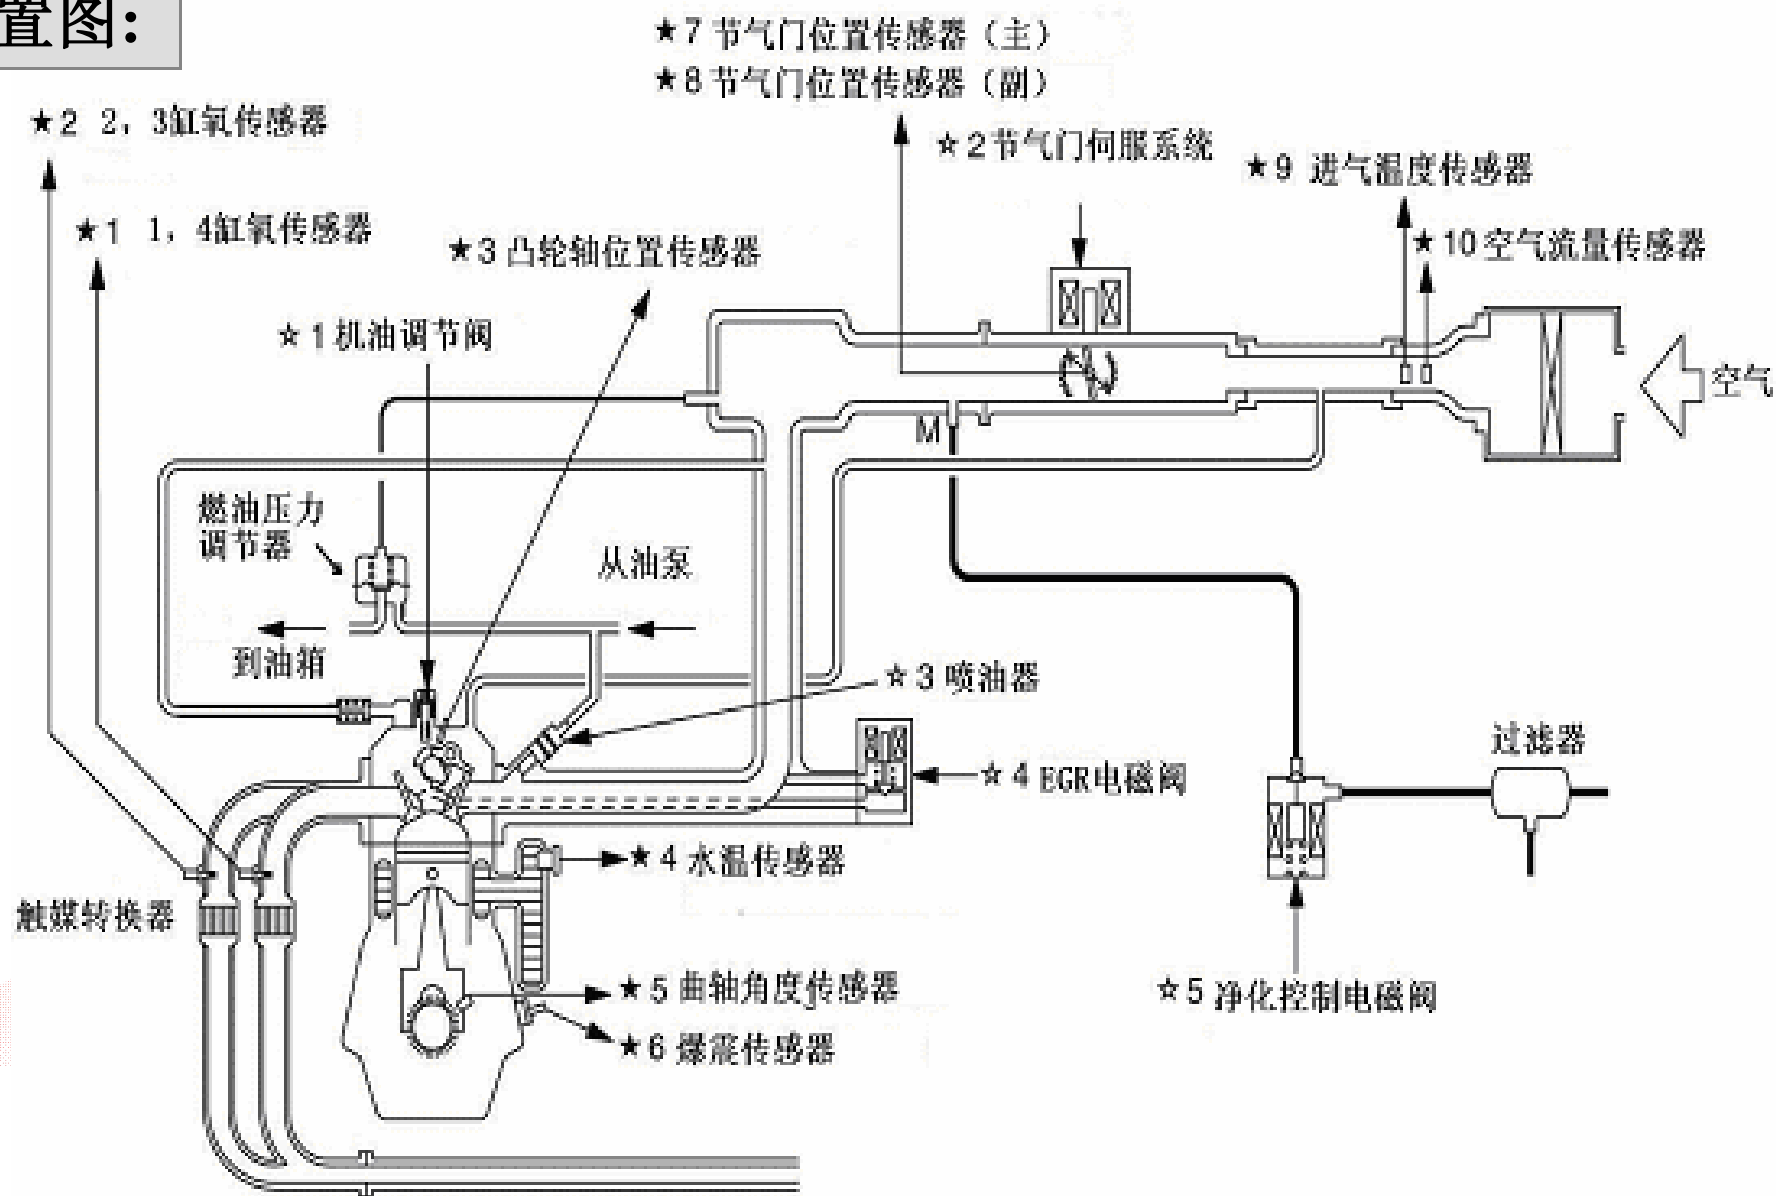 置图:
★7 节气门位置传感器（主）
★8 节气门位置传感器（副）
★2 2，3缸氧传感器
☆2节气门伺服系统
★9 进气温度传感器
★1 1，4缸氧传感器
★3 凸轮轴位置传感器
★10空气流量传感器
☆1机油调节阀
空气
M
燃油压力
调节器
从油泵
到油箱
☆3 喷油器
过滤器
☆4 EGR电磁阀
★4 水温传感器
触媒转换器
★5 曲轴角度传感器
☆5 净化控制电磁阀
★6 爆震传感器